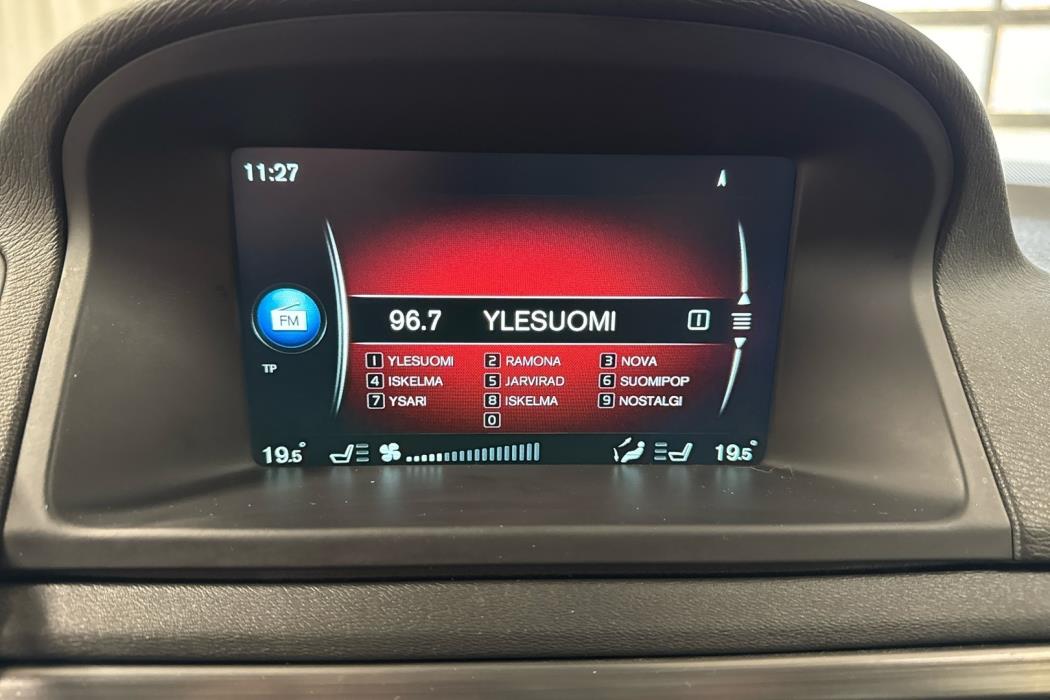 11:27
FM
TP
96.7 YLESUOMI 1
1 YLESUOMI 2 RAMONA 3 NOVA
4 ISKELMA 5 JARVIRAD 6 SUOMIPOP
7 YSARI 8 ISKELMA 9 NOSTALGI
0
19.5° 19.5°